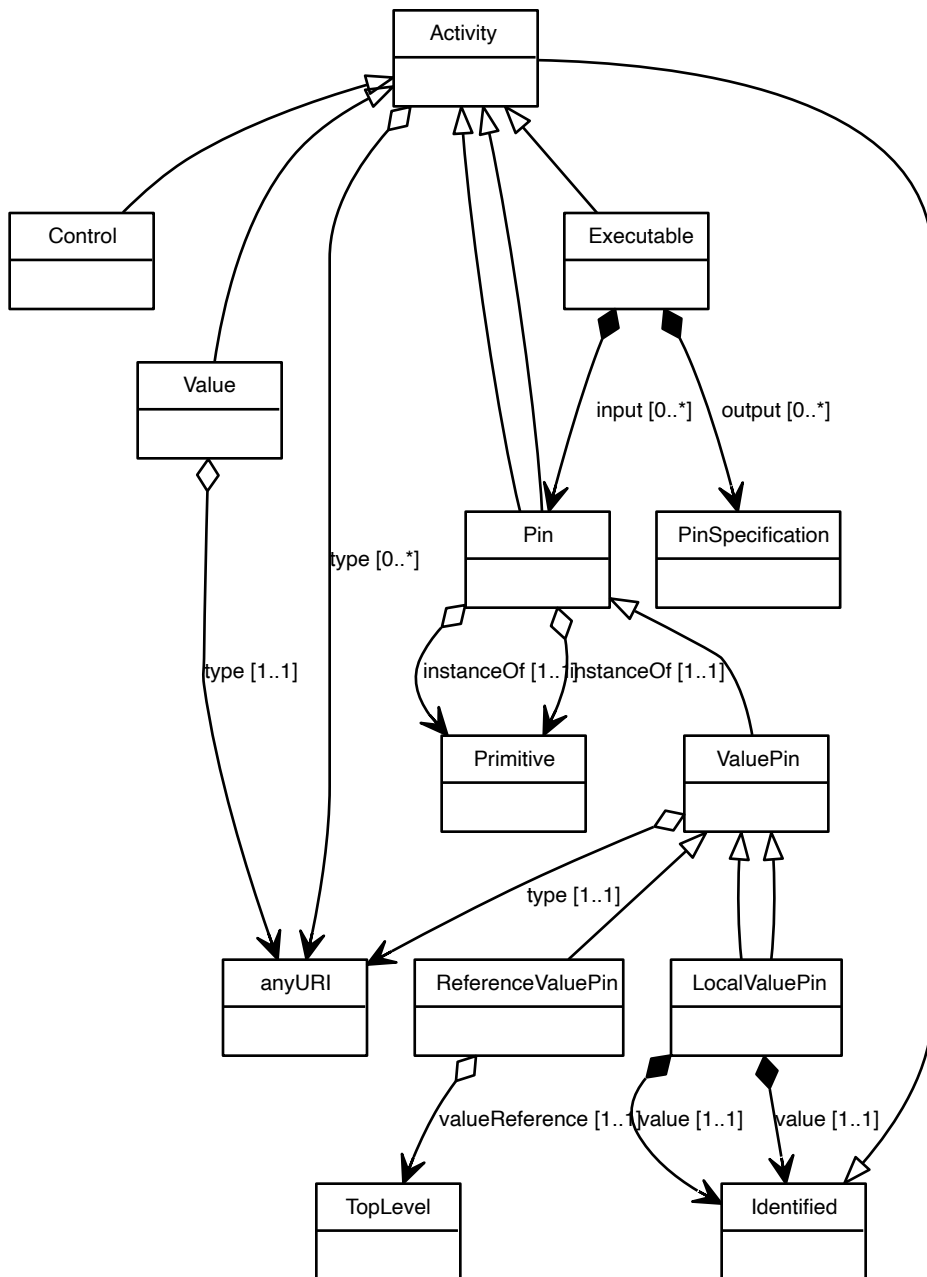 Activity
Control
Executable
Value
input [0..*]
output [0..*]
Pin
PinSpecification
type [0..*]
type [1..1]
instanceOf [1..1]
instanceOf [1..1]
Primitive
ValuePin
type [1..1]
anyURI
ReferenceValuePin
LocalValuePin
valueReference [1..1]
value [1..1]
value [1..1]
TopLevel
Identified